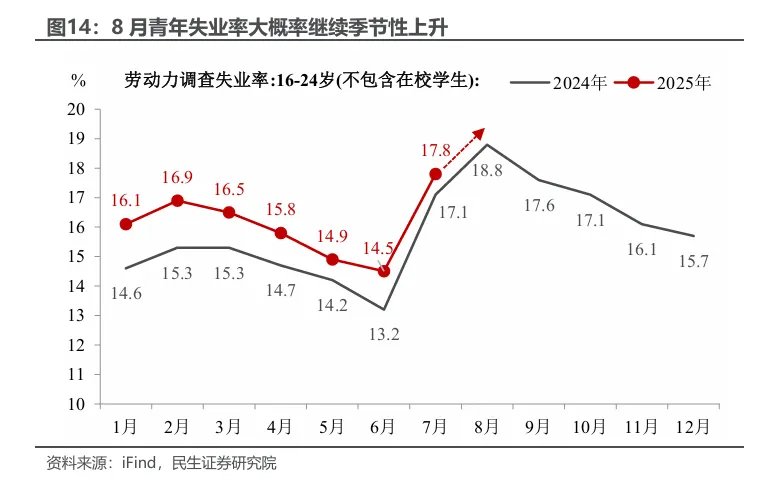 图14：8 月青年失业率大概率继续季节性上升
% 劳动力调查失业率:16-24岁(不包含在校学生): 2024年 2025年
20
19
18
17
16
15
14
13
12
11
10
16.1 16.9 16.5 15.8 14.9 14.5 17.8
14.6 15.3 15.3 14.7 14.2 13.2 17.1 18.8 17.6 17.1 16.1 15.7
1月 2月 3月 4月 5月 6月 7月 8月 9月 10月 11月 12月
资料来源：iFind，民生证券研究院